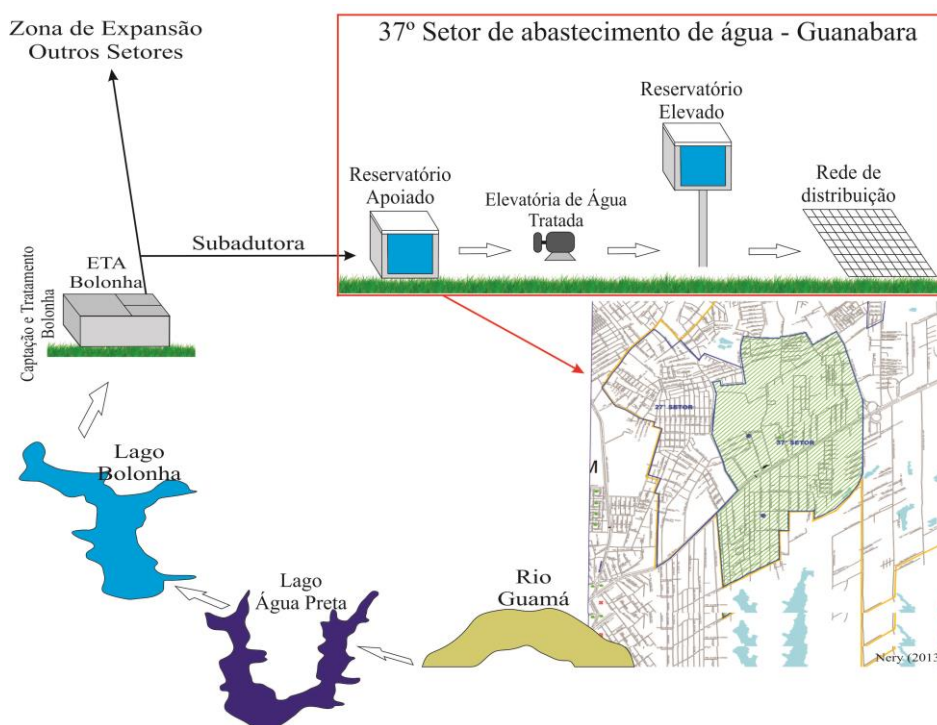 Zona de Expansão
Outros Setores
37º Setor de abastecimento de água - Guanabara
Reservatório
Elevado
Reservatório
Apoiado
Elevatória de Água
Tratada
Rede de
distribuição
Subadutora
ETA
Bolonha
Captação e Tratamento
Bolonha
27º SETOR
37º SETOR
M
Lago
Bolonha
Lago
Água Preta
Rio
Guamá
Nery (2013